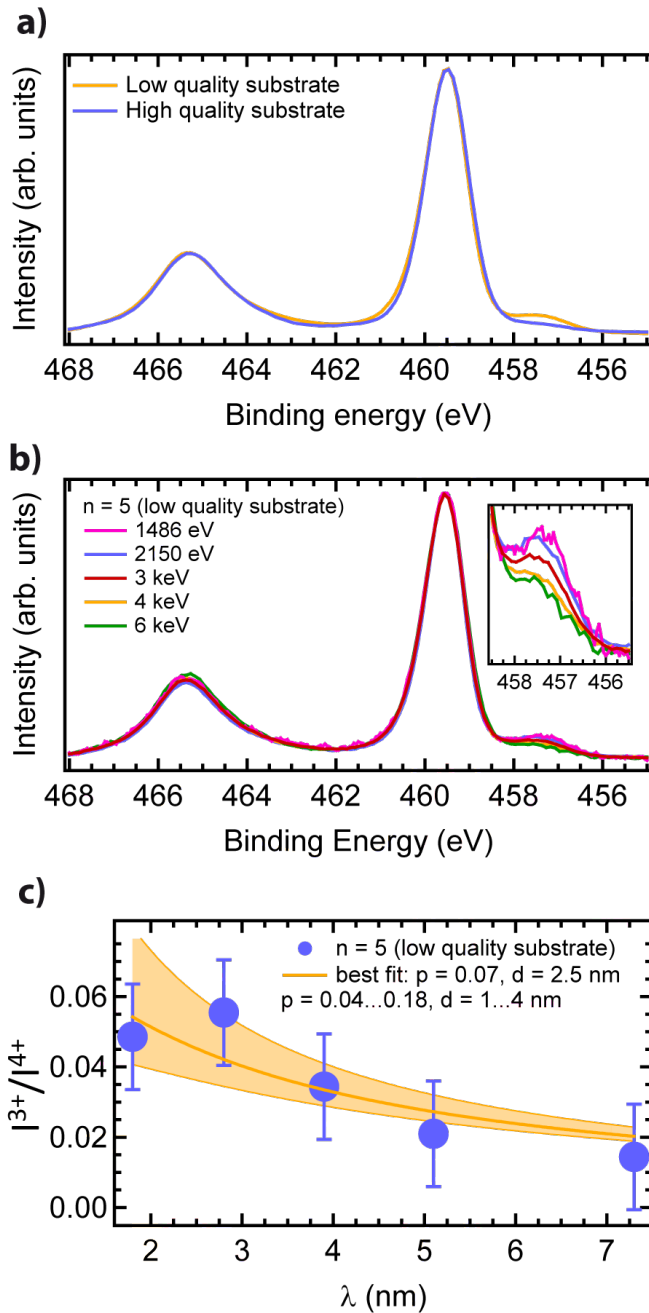 a)
Low quality substrate
High quality substrate
Intensity (arb. units)
468 466 464 462 460 458 456
Binding energy (eV)
b)
n = 5 (low quality substrate)
1486 eV
2150 eV
3 keV
4 keV
6 keV
458 457 456
Intensity (arb. units)
468 466 464 462 460 458 456
Binding Energy (eV)
c)
n = 5 (low quality substrate)
best fit: p = 0.07, d = 2.5 nm
p = 0.04...0.18, d = 1...4 nm
I³⁺/I⁴⁺
0.06
0.04
0.02
0.00
2 3 4 5 6 7
λ (nm)